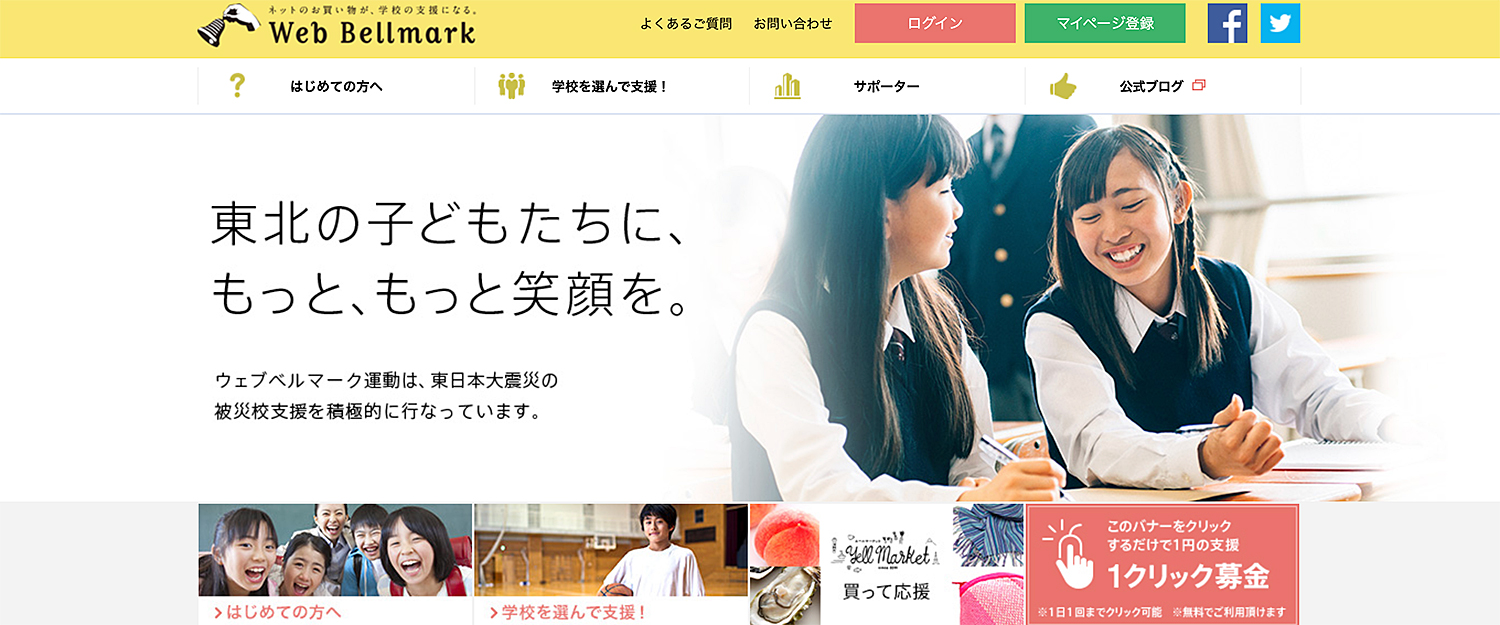 ネットのお買い物が、学校の支援になる。
Web Bellmark
よくあるご質問 お問い合わせ ログイン マイページ登録
はじめての方へ 学校を選んで支援！ サポーター 公式ブログ
東北の子どもたちに、
もっと、もっと笑顔を。
ウェブベルマーク運動は、東日本大震災の
被災校支援を積極的に行なっています。
はじめての方へ
学校を選んで支援！
Yell Market
買って応援
このバナーをクリック
するだけで1円の支援
1クリック募金
※1日1回までクリック可能 ※無料でご利用頂けます